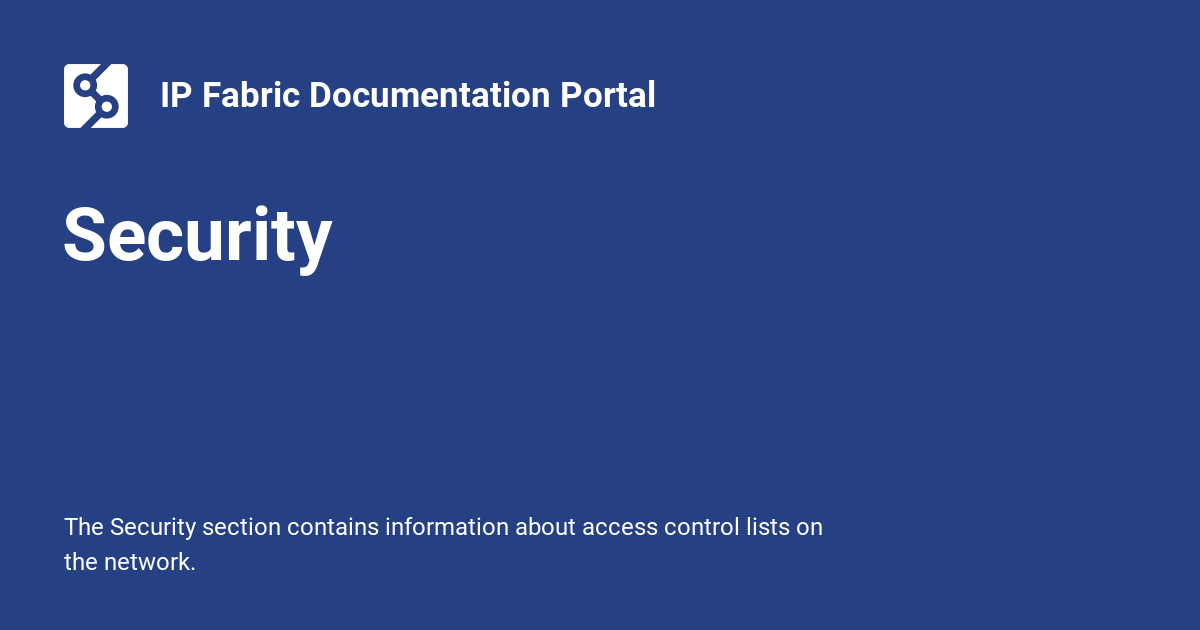 IP Fabric Documentation Portal
Security
The Security section contains information about access control lists on
the network.